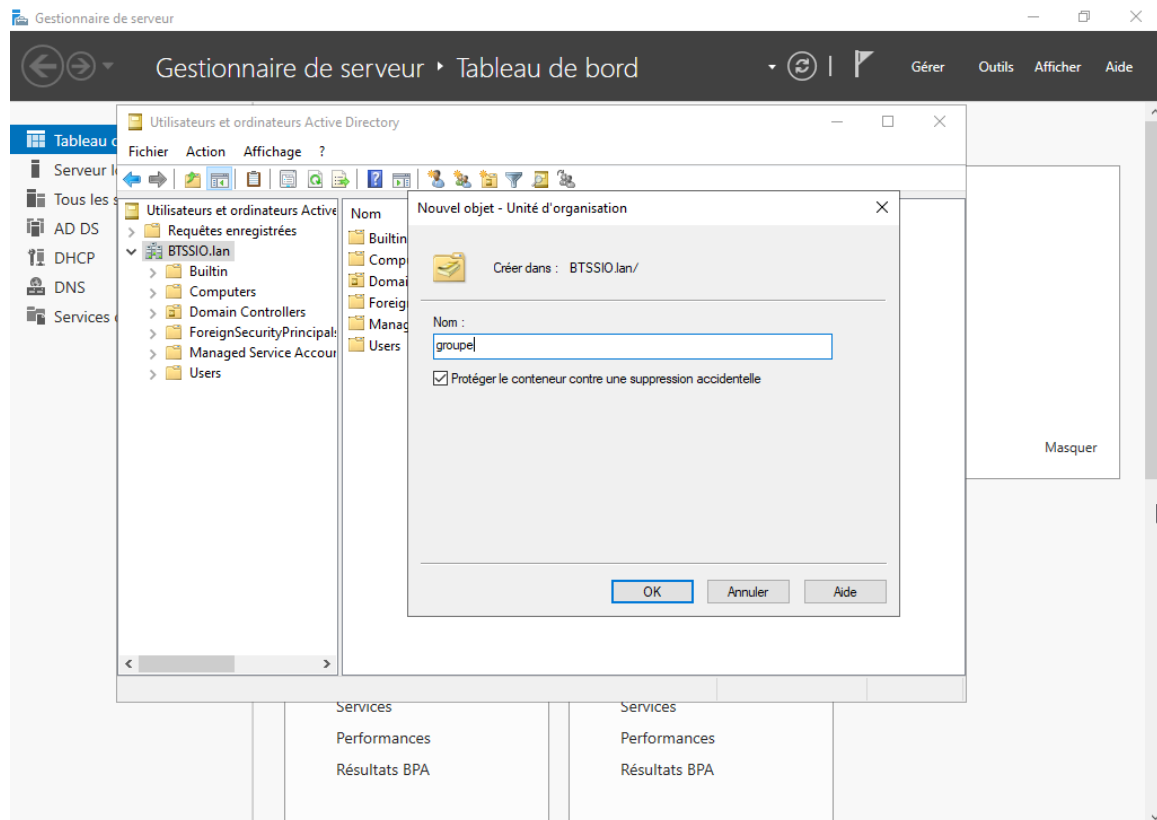 Gestionnaire de serveur
Gestionnaire de serveur • Tableau de bord
Gérer Outils Afficher Aide
Tableau
Serveur
Tous les
AD DS
DHCP
DNS
Services
Utilisateurs et ordinateurs Active Directory
Fichier Action Affichage ?
Utilisateurs et ordinateurs Active
Requêtes enregistrées
BTSSIO.lan
Builtin
Computers
Domain Controllers
ForeignSecurityPrincipals
Managed Service Accour
Users
Nom
Builtin
Comp
Domai
Foreig
Manag
Users
Nouvel objet - Unité d'organisation
Créer dans : BTSSIO.lan/
Nom :
groupe
Protéger le conteneur contre une suppression accidentelle
OK Annuler Aide
Masquer
Services
Performances
Résultats BPA
Services
Performances
Résultats BPA